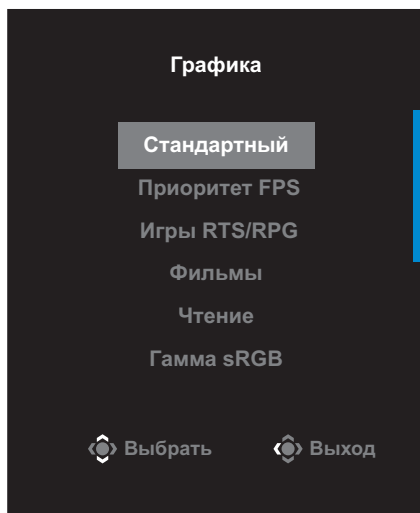 Графика
Стандартный
Приоритет FPS
Игры RTS/RPG
Фильмы
Чтение
Гамма sRGB
Выбрать Выход